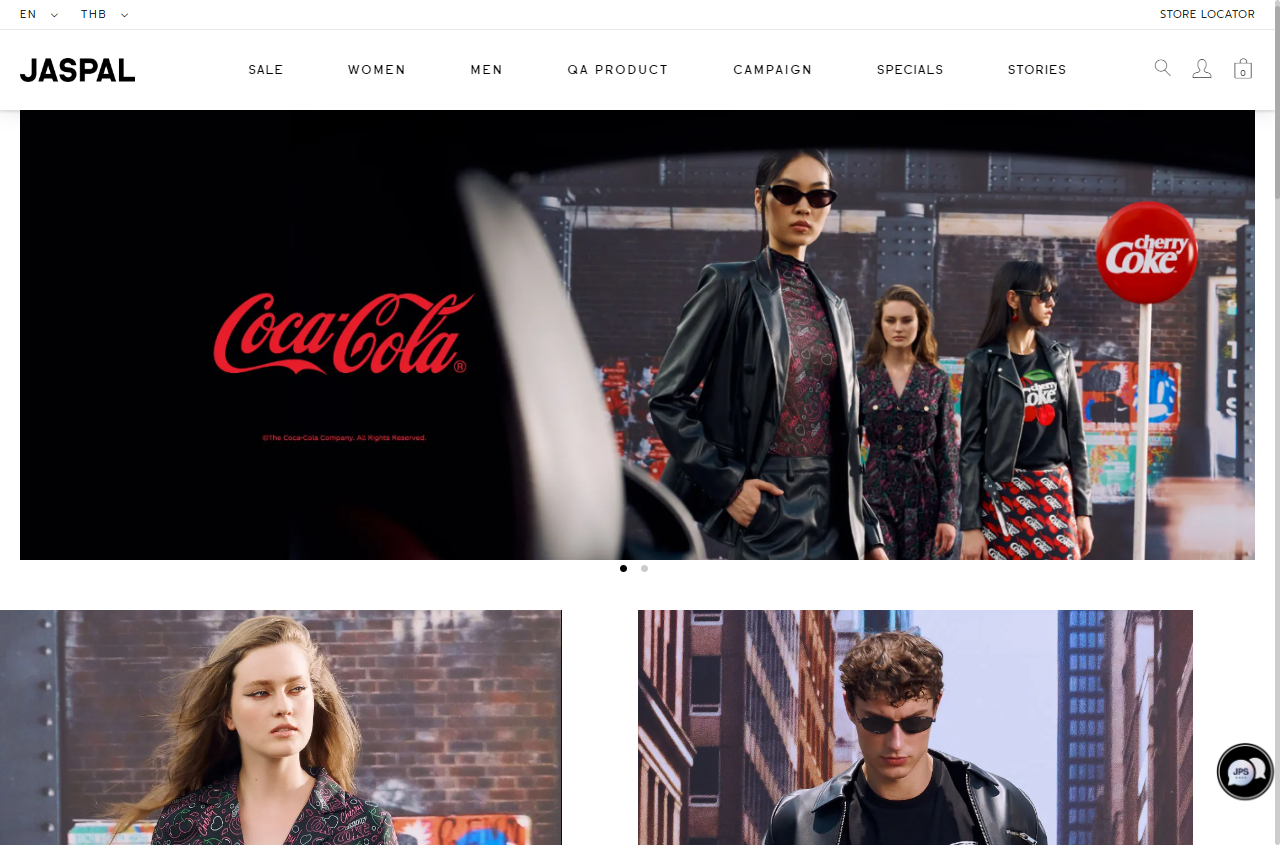 EN THB STORE LOCATOR
JASPAL SALE WOMEN MEN QA PRODUCT CAMPAIGN SPECIALS STORIES 0
Coca-Cola®
©The Coca-Cola Company. All Rights Reserved.
cherry
Coke
cherry
Coke
JPS